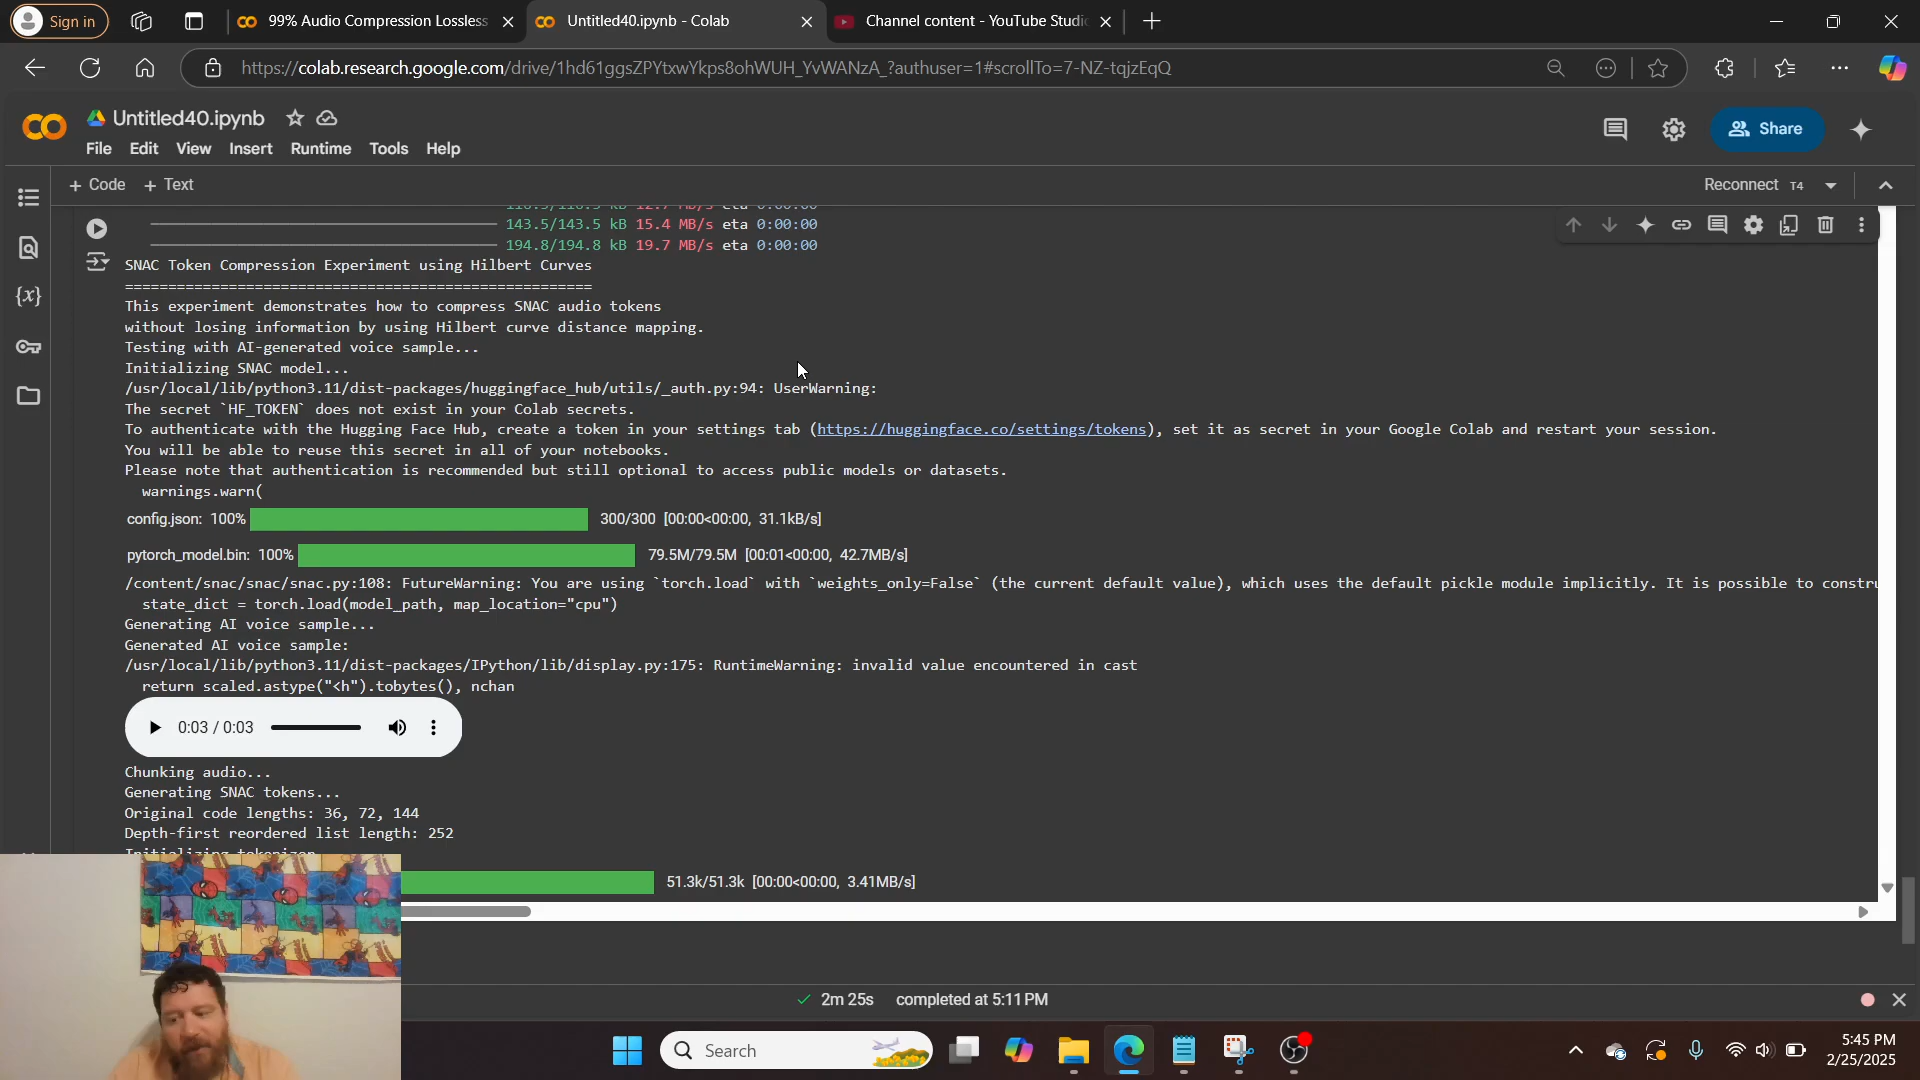 Sign in
99% Audio Compression Lossless
Untitled40.ipynb - Colab
Channel content - YouTube Studi
https://colab.research.google.com/drive/1hd61ggsZPYtxwYkps8ohWUH_YvWANzA_?authuser=1#scrollTo=7-NZ-tqjzEqQ
Untitled40.ipynb
Share
File Edit View Insert Runtime Tools Help
+ Code + Text
Reconnect T4
143.5/143.5 kB 15.4 MB/s eta 0:00:00
194.8/194.8 kB 19.7 MB/s eta 0:00:00
SNAC Token Compression Experiment using Hilbert Curves
======================================================
This experiment demonstrates how to compress SNAC audio tokens
without losing information by using Hilbert curve distance mapping.
Testing with AI-generated voice sample...
Initializing SNAC model...
/usr/local/lib/python3.11/dist-packages/huggingface_hub/utils/_auth.py:94: UserWarning:
The secret `HF_TOKEN` does not exist in your Colab secrets.
To authenticate with the Hugging Face Hub, create a token in your settings tab (https://huggingface.co/settings/tokens), set it as secret in your Google Colab and restart your session.
You will be able to reuse this secret in all of your notebooks.
Please note that authentication is recommended but still optional to access public models or datasets.
warnings.warn(
config.json: 100% 300/300 [00:00<00:00, 31.1kB/s]
pytorch_model.bin: 100% 79.5M/79.5M [00:01<00:00, 42.7MB/s]
/content/snac/snac/snac.py:108: FutureWarning: You are using `torch.load` with `weights_only=False` (the current default value), which uses the default pickle module implicitly. It is possible to constru
state_dict = torch.load(model_path, map_location="cpu")
Generating AI voice sample...
Generated AI voice sample:
/usr/local/lib/python3.11/dist-packages/IPython/lib/display.py:175: RuntimeWarning: invalid value encountered in cast
return scaled.astype("<h").tobytes(), nchan
0:03 / 0:03
Chunking audio...
Generating SNAC tokens...
Original code lengths: 36, 72, 144
Depth-first reordered list length: 252
51.3k/51.3k [00:00<00:00, 3.41MB/s]
2m 25s completed at 5:11 PM
Search
5:45 PM
2/25/2025